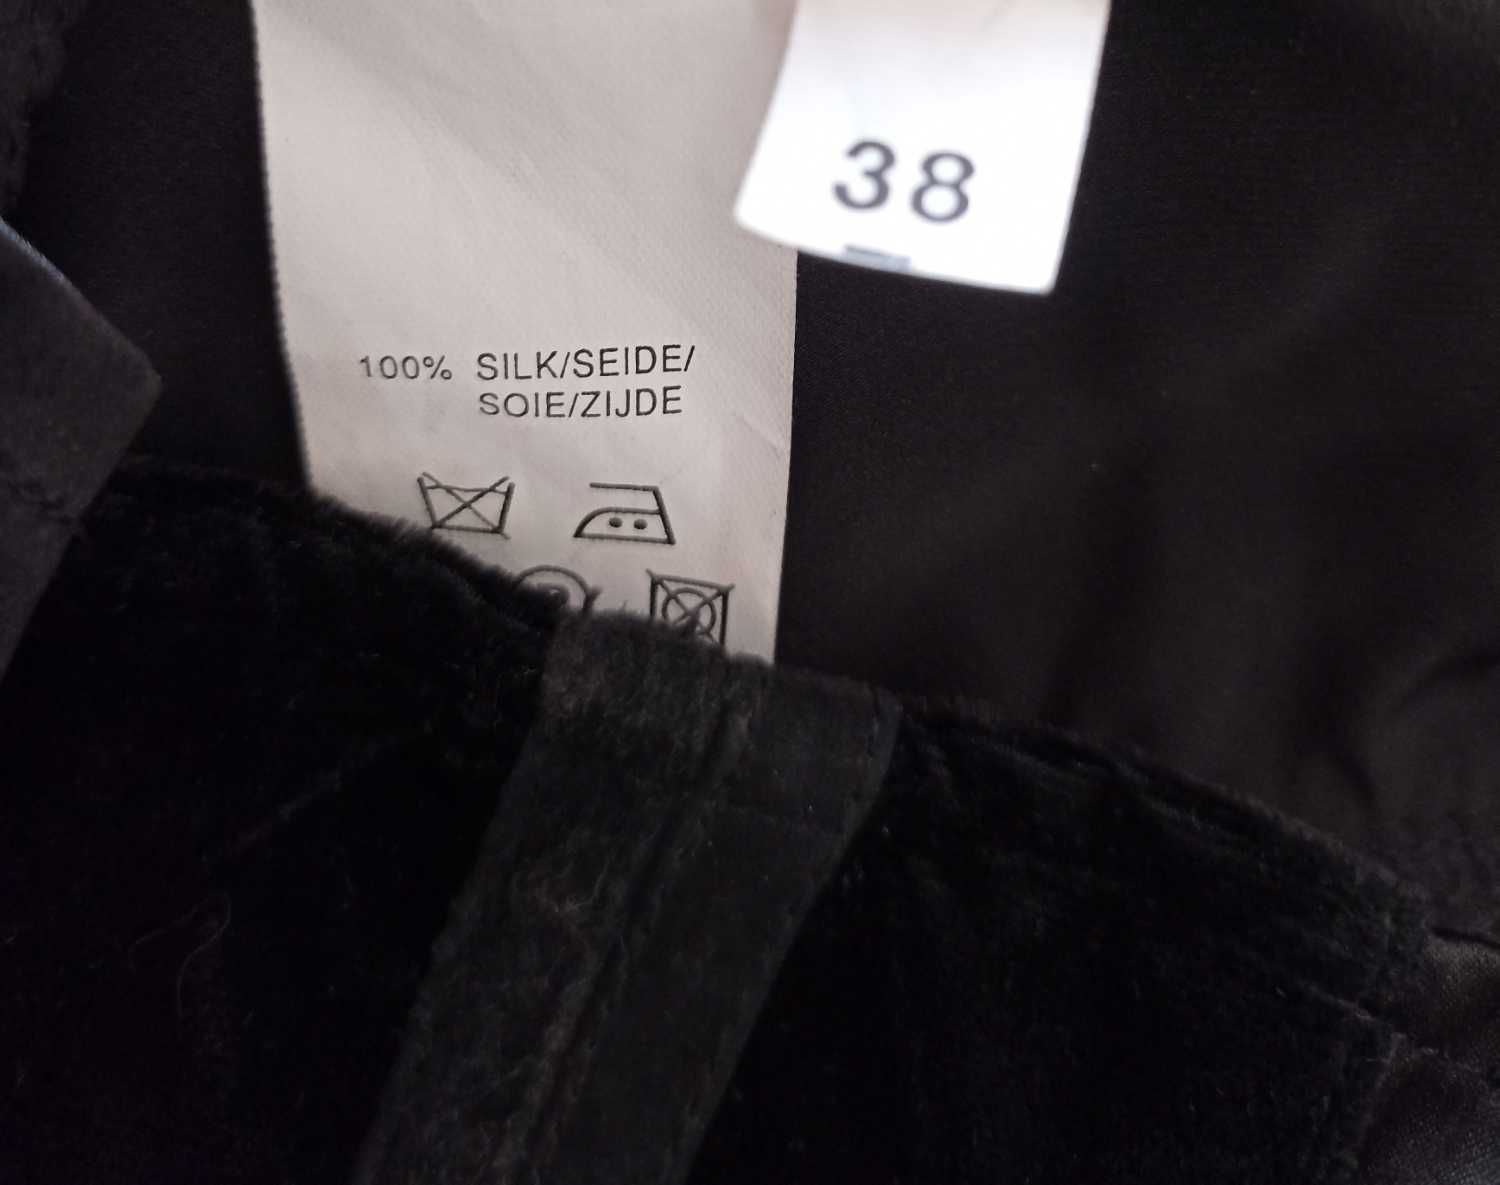 38
100% SILK/SEIDE/
SOIE/ZIJDE